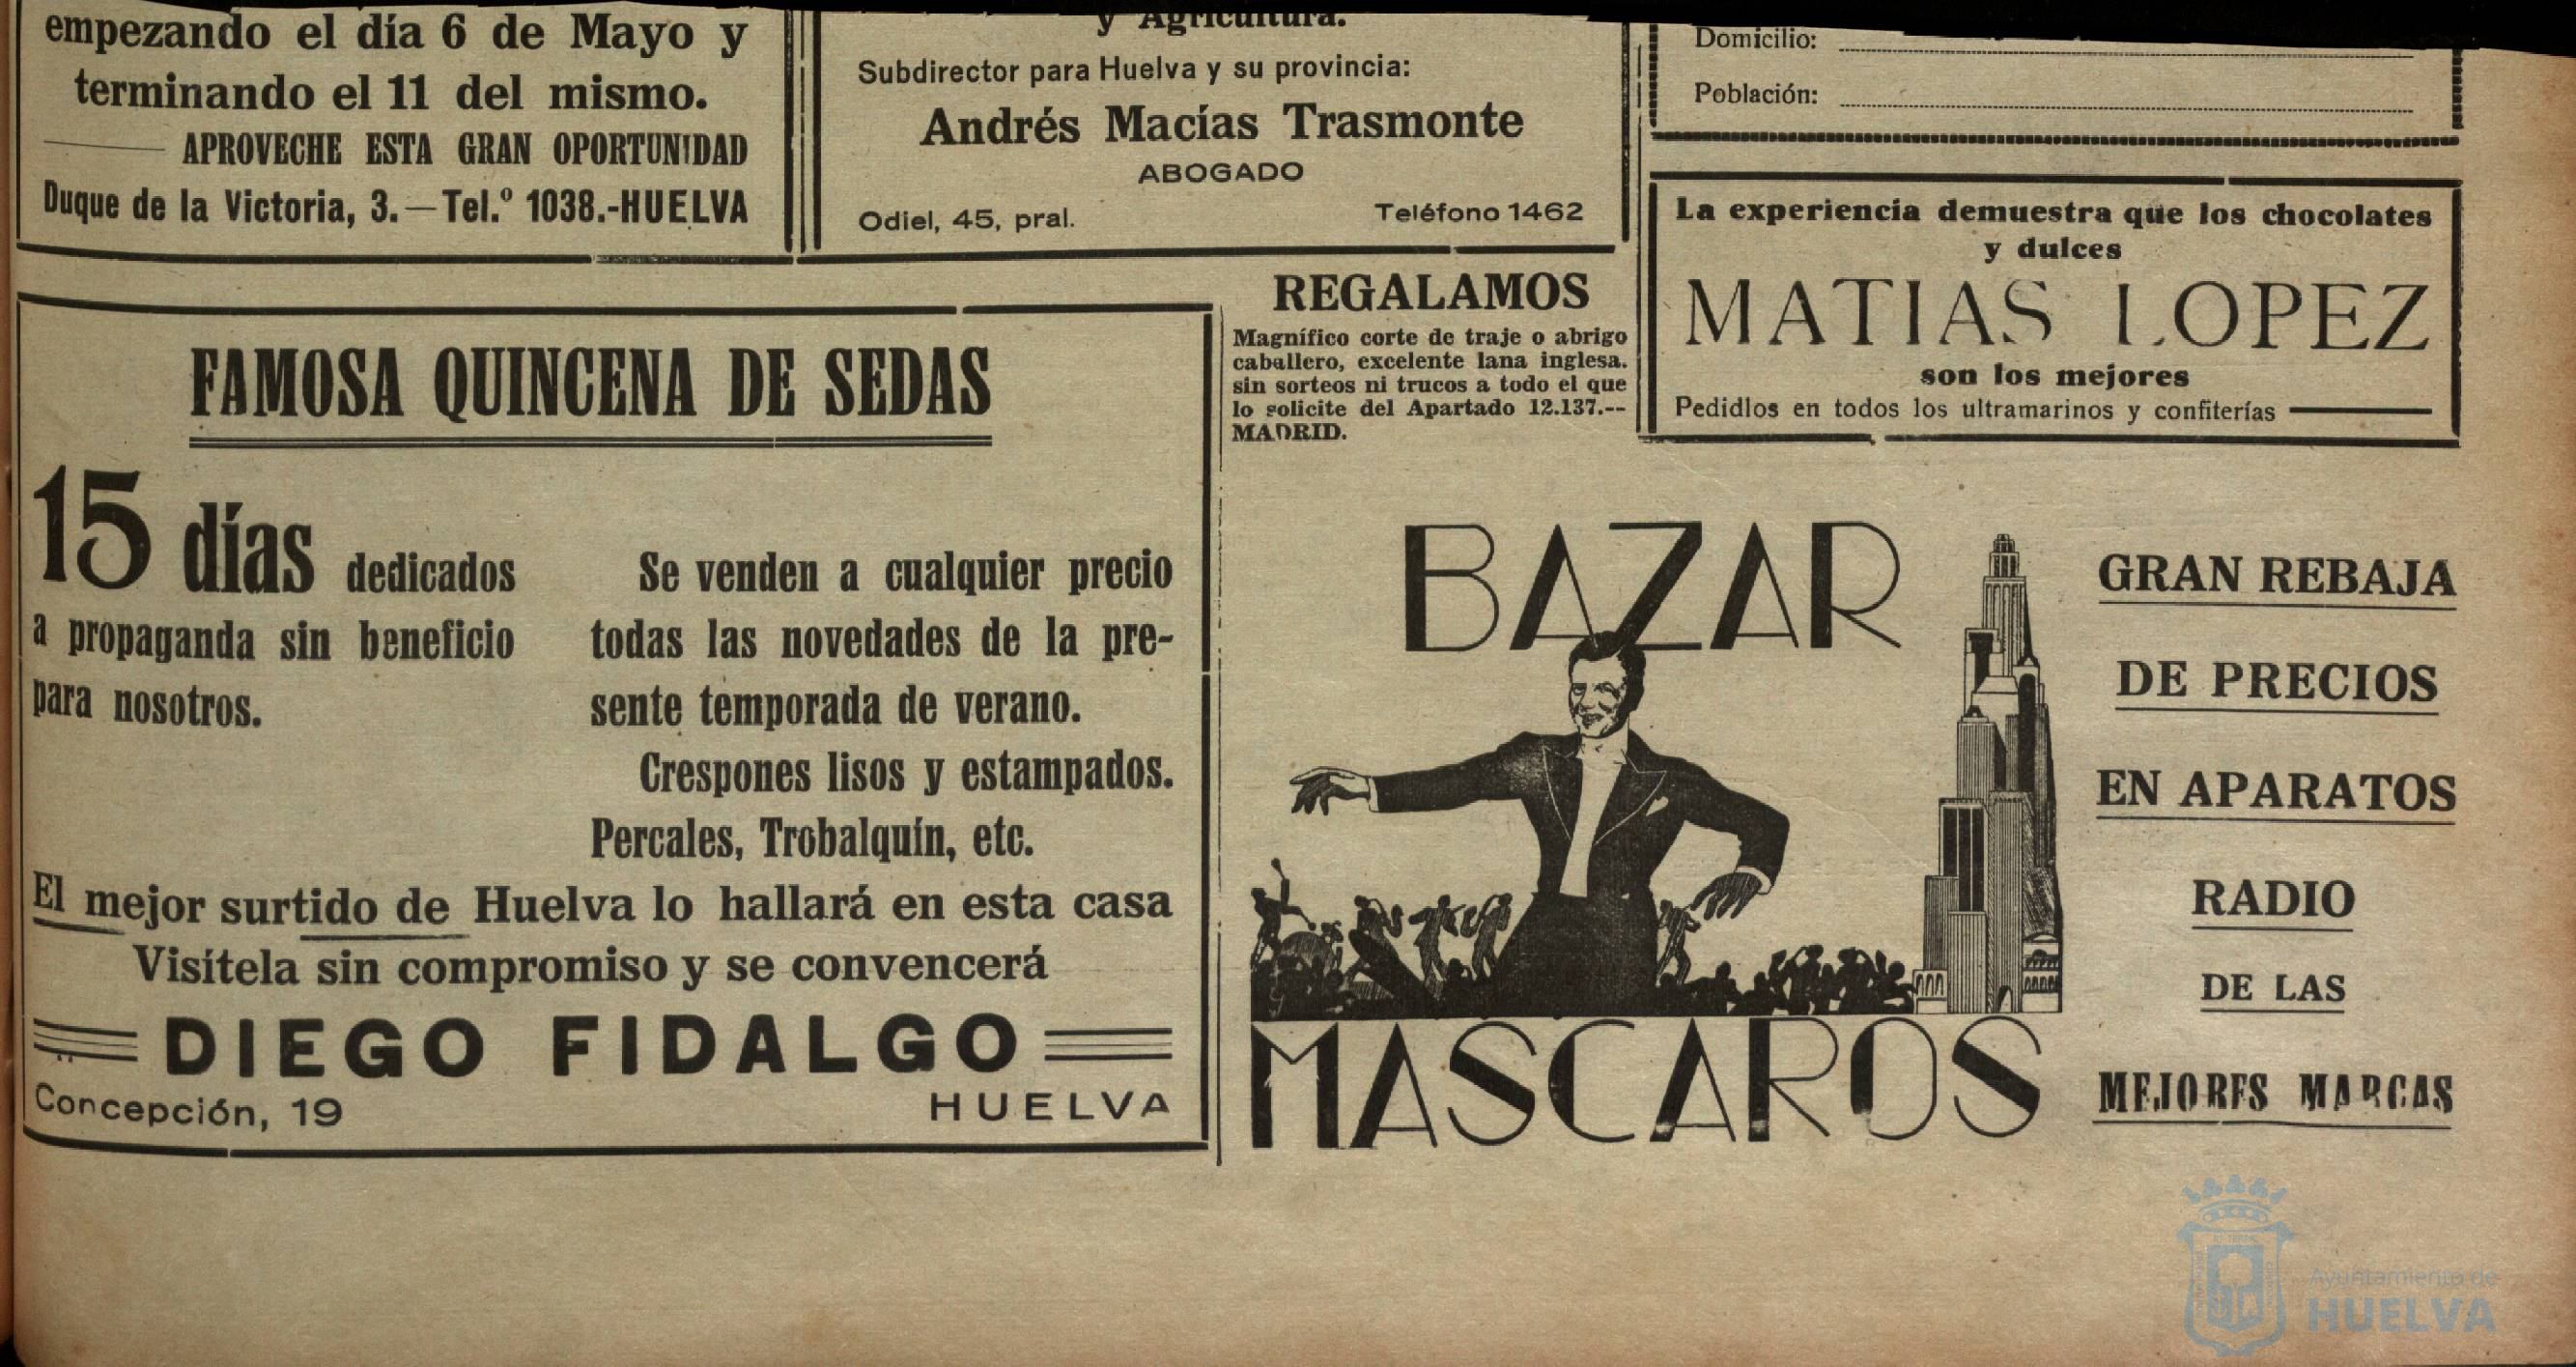 empezando el día 6 de Mayo y
terminando el 11 del mismo.
APROVECHE ESTA GRAN OPORTUNIDAD
Duque de la Victoria, 3.—Tel.º 1038.-HUELVA
y Agricultura.
Subdirector para Huelva y su provincia:
Andrés Macías Trasmonte
ABOGADO
Odiel, 45, pral.
Teléfono 1462
Domicilio:
Población:
La experiencia demuestra que los chocolates
y dulces
MATIAS LOPEZ
son los mejores
Pedidlos en todos los ultramarinos y confiterías
REGALAMOS
Magnífico corte de traje o abrigo
caballero, excelente lana inglesa.
sin sorteos ni trucos a todo el que
lo solicite del Apartado 12.137.--
MADRID.
FAMOSA QUINCENA DE SEDAS
15 días dedicados
a propaganda sin beneficio
para nosotros.
Se venden a cualquier precio
todas las novedades de la pre-
sente temporada de verano.
Crespones lisos y estampados.
Percales, Trobalquín, etc.
El mejor surtido de Huelva lo hallará en esta casa
Visítela sin compromiso y se convencerá
DIEGO FIDALGO
Concepción, 19
HUELVA
BAZAR
MASCAROS
GRAN REBAJA
DE PRECIOS
EN APARATOS
RADIO
DE LAS
MEJORES MARCAS
Ayuntamiento de
HUELVA